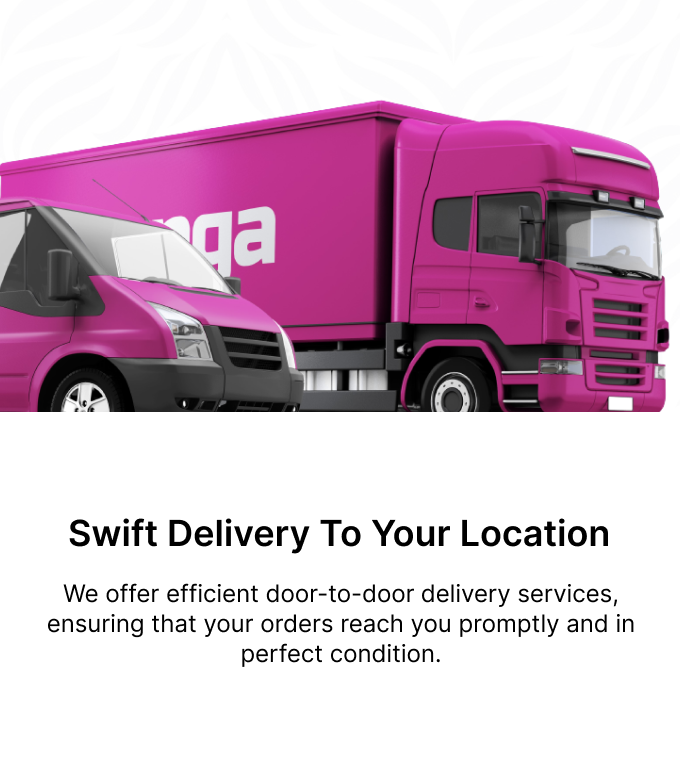 nga
Swift Delivery To Your Location
We offer efficient door-to-door delivery services,
ensuring that your orders reach you promptly and in
perfect condition.